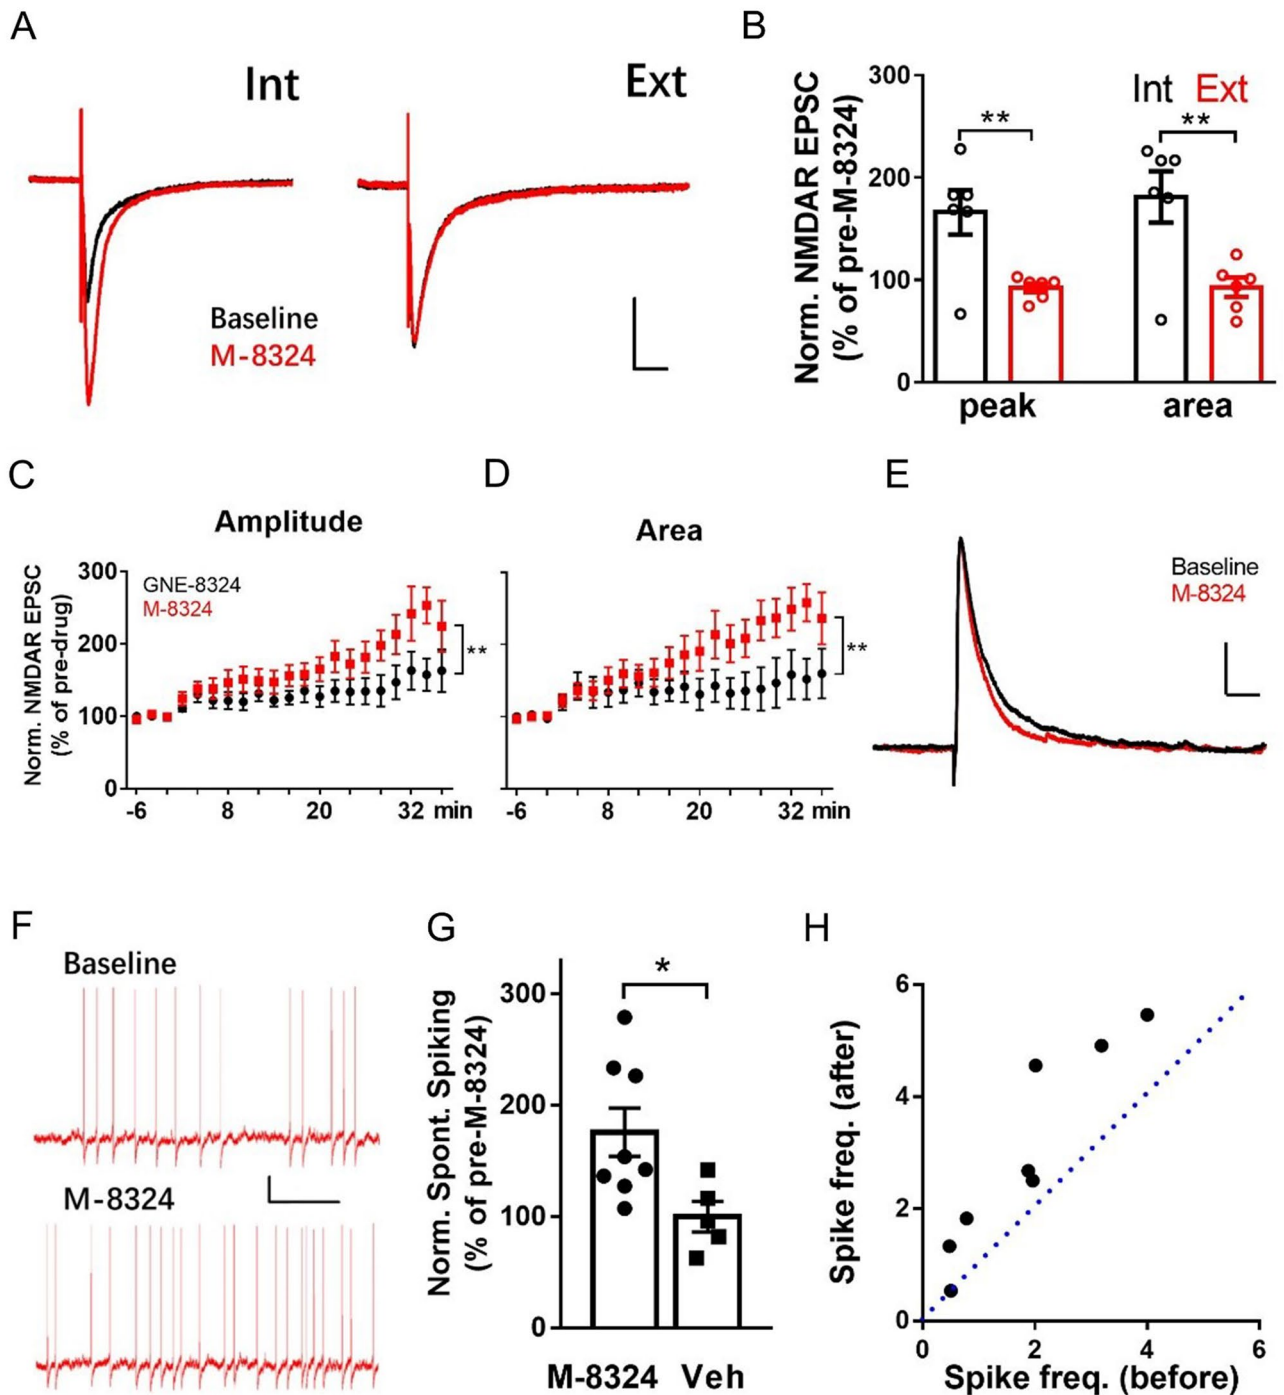 A
Int
Ext
Baseline
M-8324
B
Norm. NMDAR EPSC
(% of pre-M-8324)
300
200
100
0
Int Ext
**
**
peak
area
C
Amplitude
Norm. NMDAR EPSC
(% of pre-drug)
300
200
100
0
GNE-8324
M-8324
**
-6 8 20 32 min
D
Area
**
-6 8 20 32 min
E
Baseline
M-8324
F
Baseline
M-8324
G
Norm. Spont. Spiking
(% of pre-M-8324)
300
200
100
0
*
M-8324 Veh
H
Spike freq. (after)
6
4
2
0
0 2 4 6
Spike freq. (before)